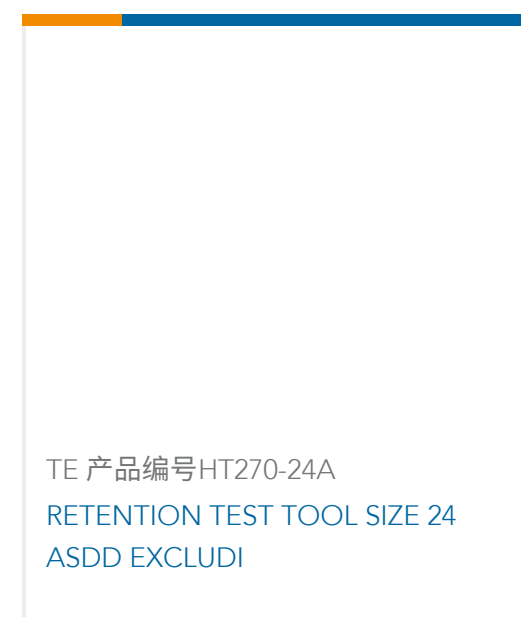 TE 产品编号HT270-24A
RETENTION TEST TOOL SIZE 24
ASDD EXCLUDI